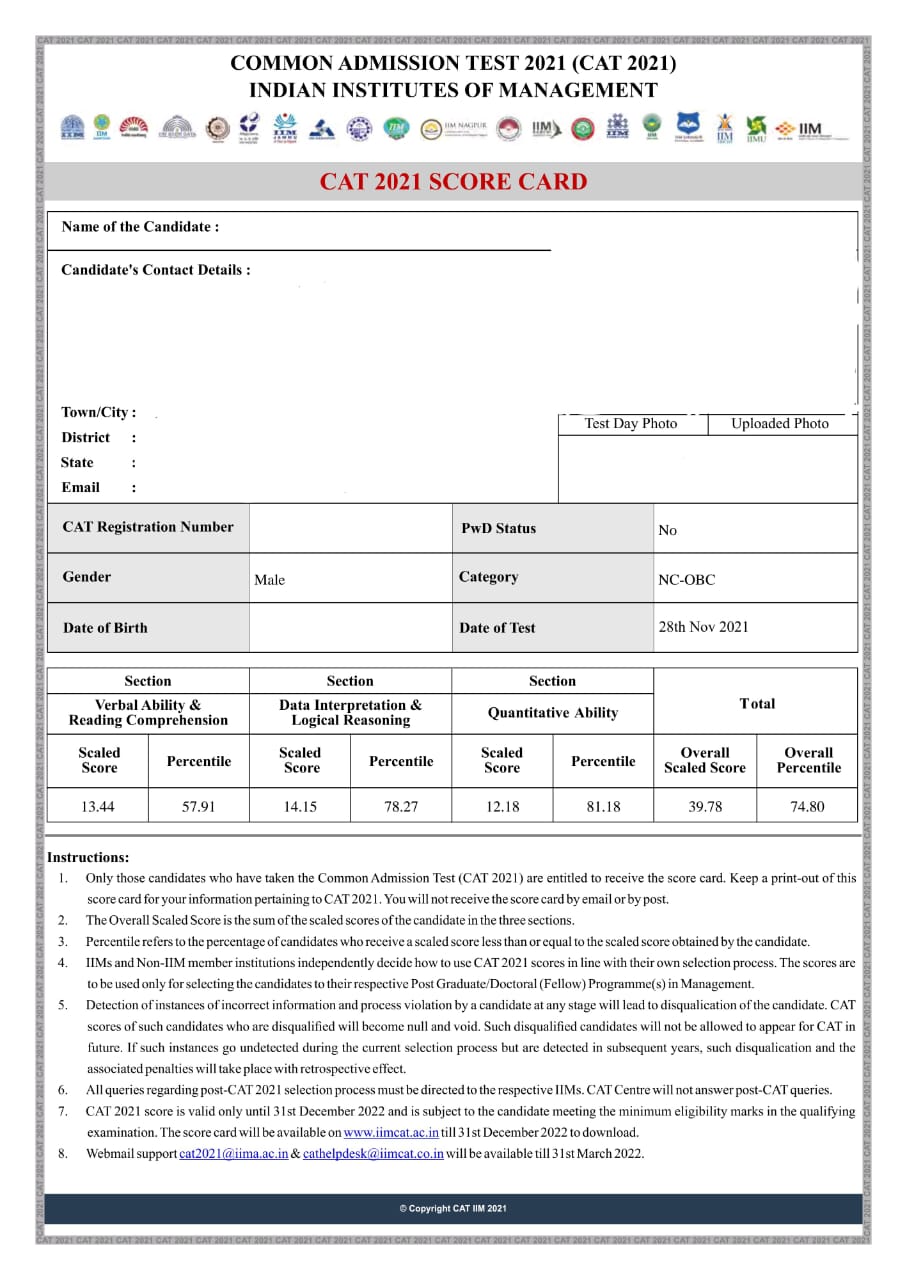 CAT 2021 CAT 2021 CAT 2021 CAT 2021 CAT 2021 CAT 2021 CAT 2021 CAT 2021 CAT 2021 CAT 2021 CAT 2021 CAT 2021 CAT 2021 CAT 2021 CAT 2021 CAT 2021 CAT 2021 CAT 2021 CAT 2021 CAT 2021 CAT 2021
COMMON ADMISSION TEST 2021 (CAT 2021)
INDIAN INSTITUTES OF MANAGEMENT
IIM NAGPUR
IIM
IIM
CAT 2021 SCORE CARD
Name of the Candidate :
Candidate's Contact Details :
Town/City :
District :
State :
Email :
Test Day Photo Uploaded Photo
CAT Registration Number PwD Status No
Gender Male Category NC-OBC
Date of Birth Date of Test 28th Nov 2021
Section Section Section Total
Verbal Ability &
Reading Comprehension
Data Interpretation &
Logical Reasoning
Quantitative Ability
Scaled
Score
Percentile
Scaled
Score
Percentile
Scaled
Score
Percentile
Overall
Scaled Score
Overall
Percentile
13.44 57.91 14.15 78.27 12.18 81.18 39.78 74.80
Instructions:
1. Only those candidates who have taken the Common Admission Test (CAT 2021) are entitled to receive the score card. Keep a print-out of this
score card for your information pertaining to CAT 2021. You will not receive the score card by email or by post.
2. The Overall Scaled Score is the sum of the scaled scores of the candidate in the three sections.
3. Percentile refers to the percentage of candidates who receive a scaled score less than or equal to the scaled score obtained by the candidate.
4. IIMs and Non-IIM member institutions independently decide how to use CAT 2021 scores in line with their own selection process. The scores are
to be used only for selecting the candidates to their respective Post Graduate/Doctoral (Fellow) Programme(s) in Management.
5. Detection of instances of incorrect information and process violation by a candidate at any stage will lead to disqualication of the candidate. CAT
scores of such candidates who are disqualified will become null and void. Such disqualified candidates will not be allowed to appear for CAT in
future. If such instances go undetected during the current selection process but are detected in subsequent years, such disqualication and the
associated penalties will take place with retrospective effect.
6. All queries regarding post-CAT 2021 selection process must be directed to the respective IIMs. CAT Centre will not answer post-CAT queries.
7. CAT 2021 score is valid only until 31st December 2022 and is subject to the candidate meeting the minimum eligibility marks in the qualifying
examination. The score card will be available on www.iimcat.ac.in till 31st December 2022 to download.
8. Webmail support cat2021@iima.ac.in & cathelpdesk@iimcat.co.in will be available till 31st March 2022.
© Copyright CAT IIM 2021
CAT 2021 CAT 2021 CAT 2021 CAT 2021 CAT 2021 CAT 2021 CAT 2021 CAT 2021 CAT 2021 CAT 2021 CAT 2021 CAT 2021 CAT 2021 CAT 2021 CAT 2021 CAT 2021 CAT 2021 CAT 2021 CAT 2021 CAT 2021 CAT 2021